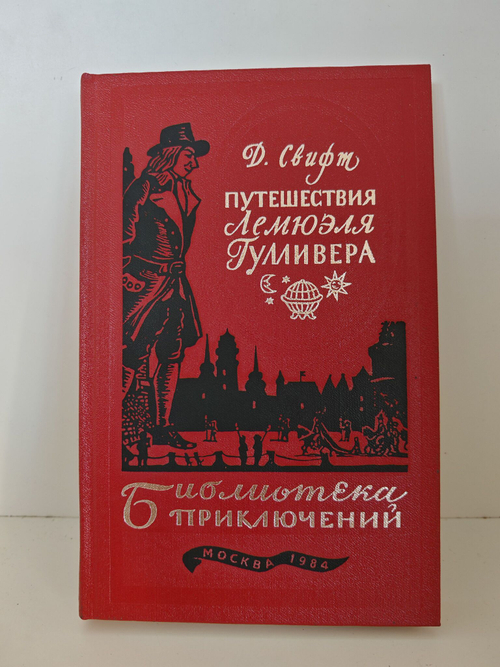 Д. Свифт
ПУТЕШЕСТВИЯ
Лемюэля
ГУЛЛИВЕРА
Библиотека
ПРИКЛЮЧЕНИЙ
МОСКВА 1984